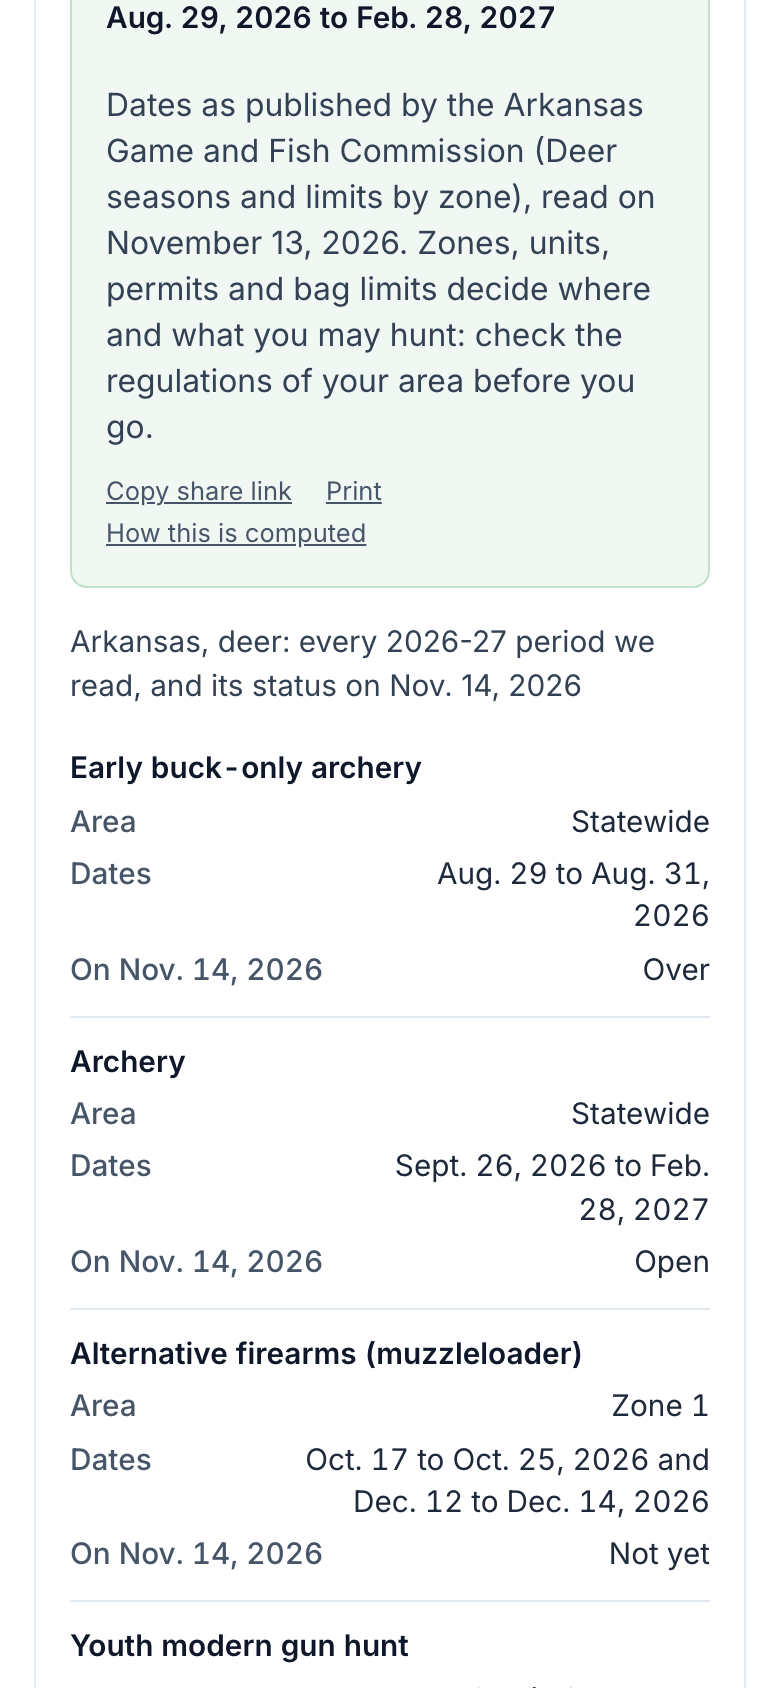 Aug. 29, 2026 to Feb. 28, 2027
Dates as published by the Arkansas
Game and Fish Commission (Deer
seasons and limits by zone), read on
November 13, 2026. Zones, units,
permits and bag limits decide where
and what you may hunt: check the
regulations of your area before you
go.
Copy share link Print
How this is computed
Arkansas, deer: every 2026-27 period we
read, and its status on Nov. 14, 2026
Early buck-only archery
Area Statewide
Dates Aug. 29 to Aug. 31,
2026
On Nov. 14, 2026 Over
Archery
Area Statewide
Dates Sept. 26, 2026 to Feb.
28, 2027
On Nov. 14, 2026 Open
Alternative firearms (muzzleloader)
Area Zone 1
Dates Oct. 17 to Oct. 25, 2026 and
Dec. 12 to Dec. 14, 2026
On Nov. 14, 2026 Not yet
Youth modern gun hunt